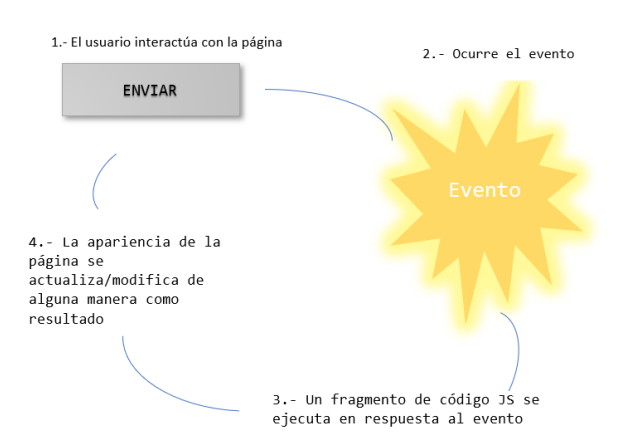 1.- El usuario interactúa con la página
ENVIAR
2.- Ocurre el evento
Evento
3.- Un fragmento de código JS se
ejecuta en respuesta al evento
4.- La apariencia de la
página se
actualiza/modifica de
alguna manera como
resultado